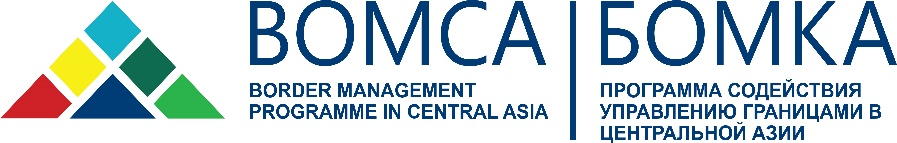 BOMCA
BORDER MANAGEMENT
PROGRAMME IN CENTRAL ASIA
БОМКА
ПРОГРАММА СОДЕЙСТВИЯ
УПРАВЛЕНИЮ ГРАНИЦАМИ В
ЦЕНТРАЛЬНОЙ АЗИИ